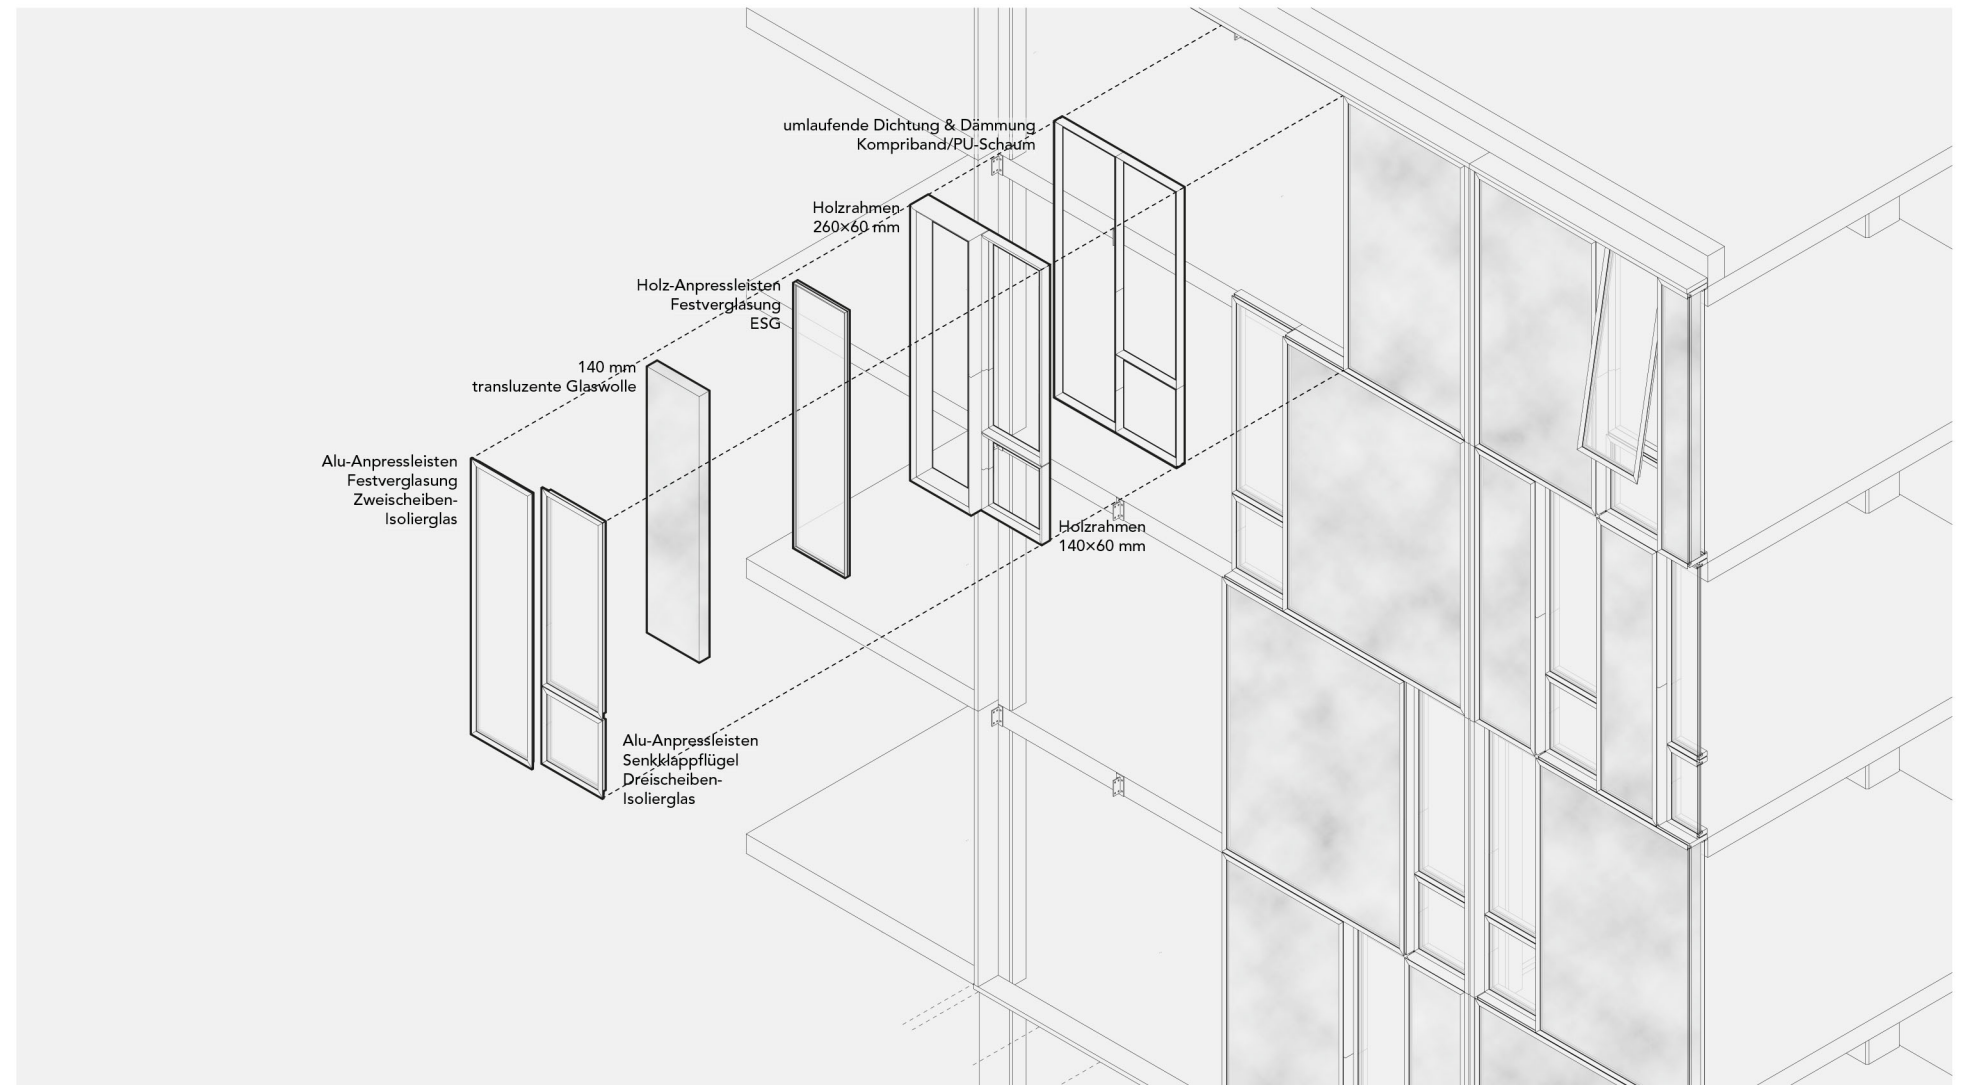 umlaufende Dichtung & Dämmung
Kompriband/PU-Schaum
Holzrahmen
260×60 mm
Holz-Anpressleisten
Festverglasung
ESG
140 mm
transluzente Glaswolle
Alu-Anpressleisten
Festverglasung
Zweischeiben-
Isolierglas
Holzrahmen
140×60 mm
Alu-Anpressleisten
Senkklappflügel
Dreischeiben-
Isolierglas